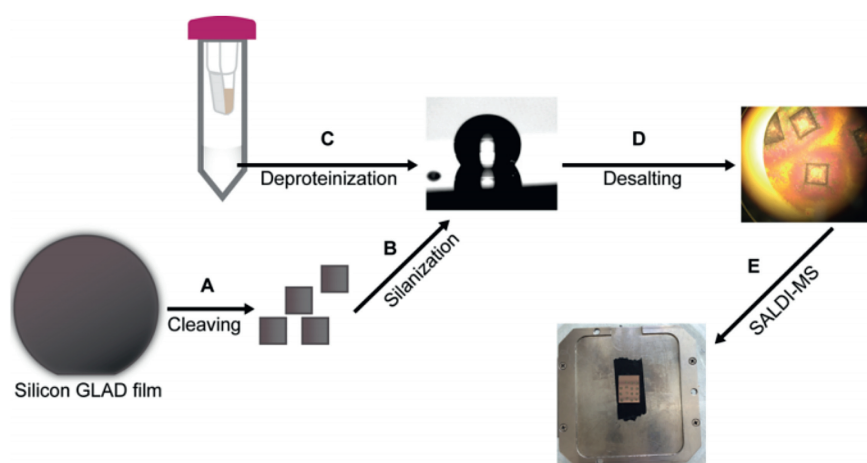 C
Deproteinization
D
Desalting
A
Cleaving
B
Silanization
E
SALDI-MS
Silicon GLAD film